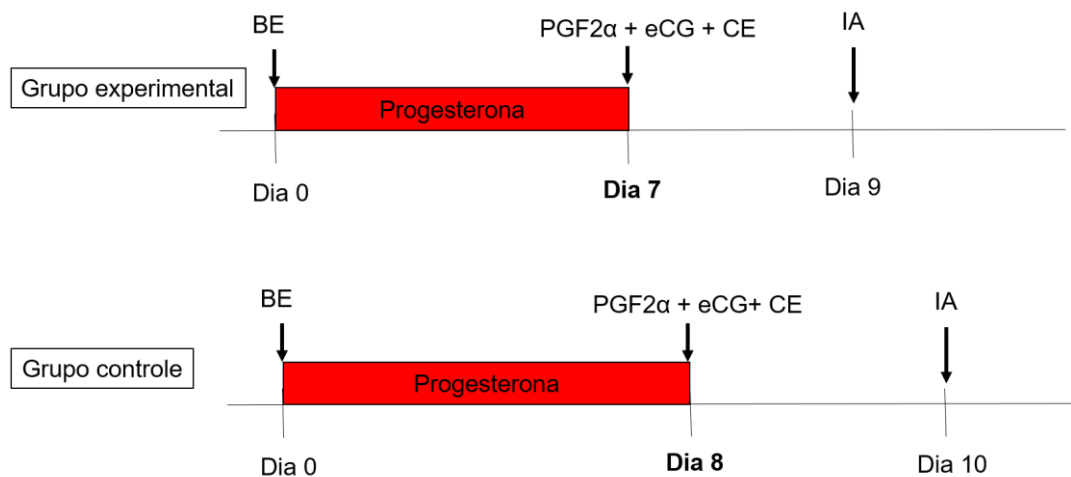 BE
PGF2α + eCG + CE
IA
Grupo experimental
Progesterona
Dia 0
Dia 7
Dia 9
BE
PGF2α + eCG+ CE
IA
Grupo controle
Progesterona
Dia 0
Dia 8
Dia 10